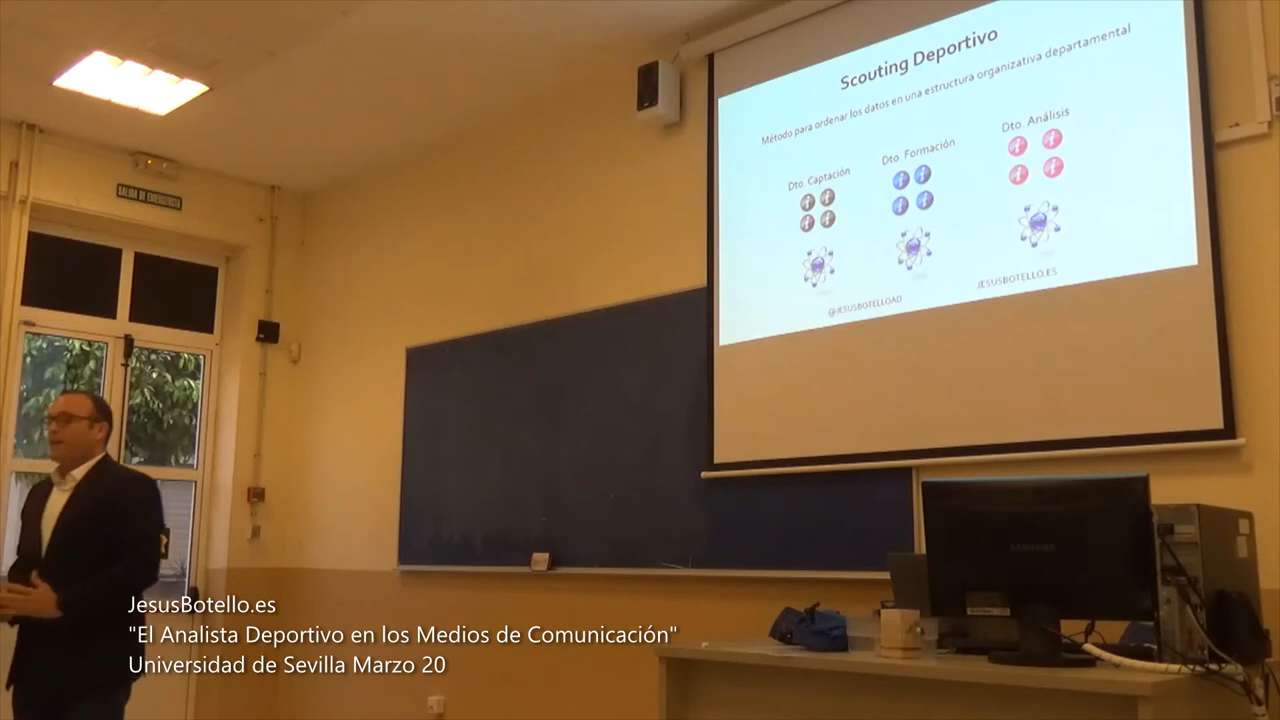 Scouting Deportivo
Método para ordenar los datos en una estructura organizativa departamental
Dto. Captación
Dto. Formación
Dto. Análisis
@JESUSBOTELLOAD
JESUSBOTELLO.ES
SALIDA DE EMERGENCIA
SAMSUNG
JesusBotello.es
"El Analista Deportivo en los Medios de Comunicación"
Universidad de Sevilla Marzo 20